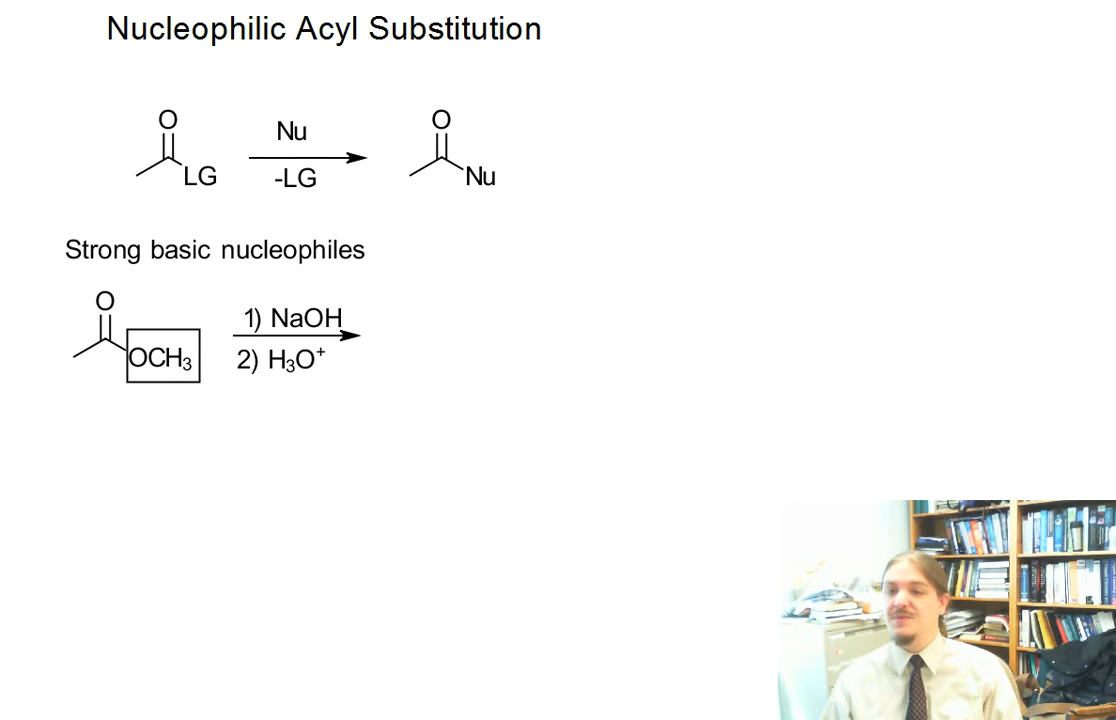 Nucleophilic Acyl Substitution
O
LG
Nu
-LG
O
Nu
Strong basic nucleophiles
O
OCH₃
1) NaOH
2) H₃O⁺